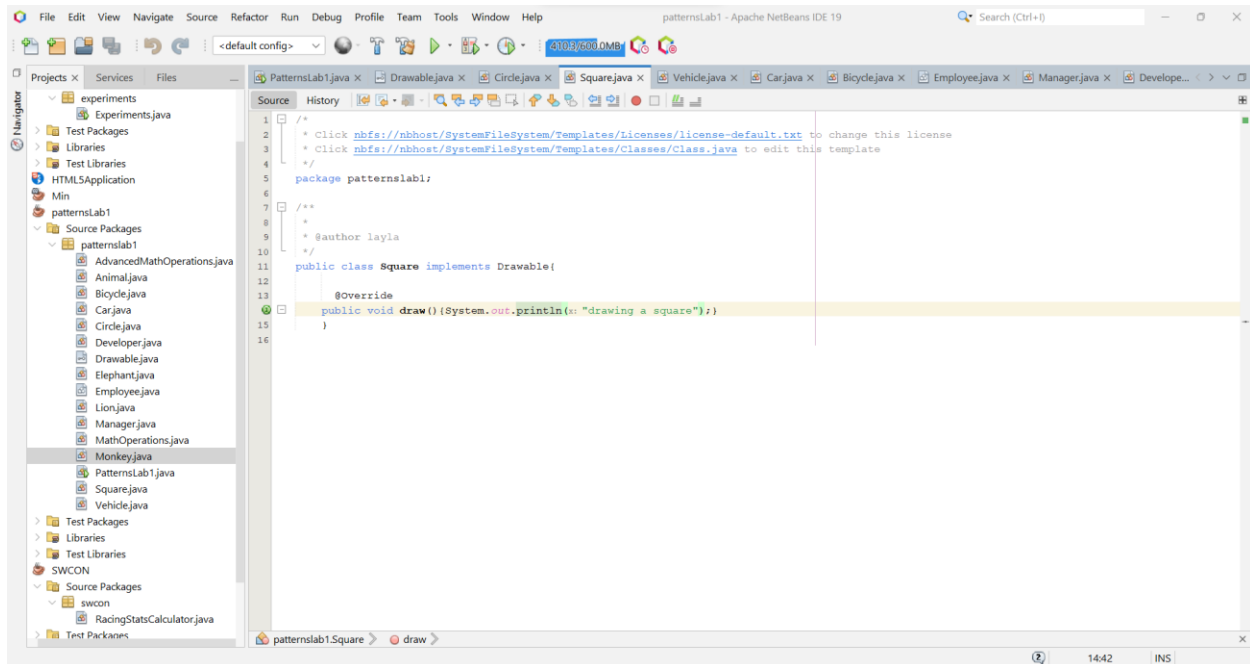 File Edit View Navigate Source Refactor Run Debug Profile Team Tools Window Help patternsLab1 - Apache NetBeans IDE 19 Search (Ctrl+I)
<default config> 410.3/600.0MB
Projects Services Files
PatternsLab1.java Drawable.java Circle.java Square.java Vehicle.java Car.java Bicycle.java Employee.java Manager.java Develope...
Navigator
experiments
Experiments.java
Test Packages
Libraries
Test Libraries
HTML5Application
Min
patternsLab1
Source Packages
patternslab1
AdvancedMathOperations.java
Animal.java
Bicycle.java
Car.java
Circle.java
Developer.java
Drawable.java
Elephant.java
Employee.java
Lion.java
Manager.java
MathOperations.java
Monkey.java
PatternsLab1.java
Square.java
Vehicle.java
Test Packages
Libraries
Test Libraries
SWCON
Source Packages
swcon
RacingStatsCalculator.java
Test Packages
Source History
1 /*
2 * Click nbfs://nbhost/SystemFileSystem/Templates/Licenses/license-default.txt to change this license
3 * Click nbfs://nbhost/SystemFileSystem/Templates/Classes/Class.java to edit this template
4 */
5 package patternslab1;
6
7 /**
8 *
9 * @author layla
10 */
11 public class Square implements Drawable{
12
13 @Override
public void draw(){System.out.println(x: "drawing a square");}
15 }
16
patternslab1.Square draw
2 14:42 INS